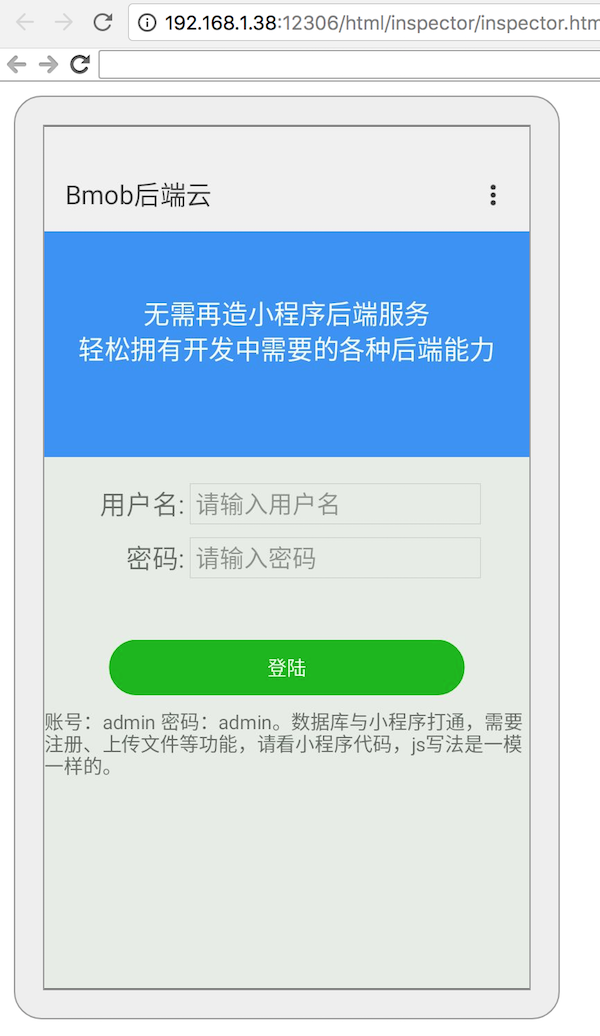 192.168.1.38:12306/html/inspector/inspector.htm
Bmob后端云
无需再造小程序后端服务
轻松拥有开发中需要的各种后端能力
用户名: 请输入用户名
密码: 请输入密码
登陆
账号：admin 密码：admin。数据库与小程序打通，需要
注册、上传文件等功能，请看小程序代码，js写法是一模
一样的。